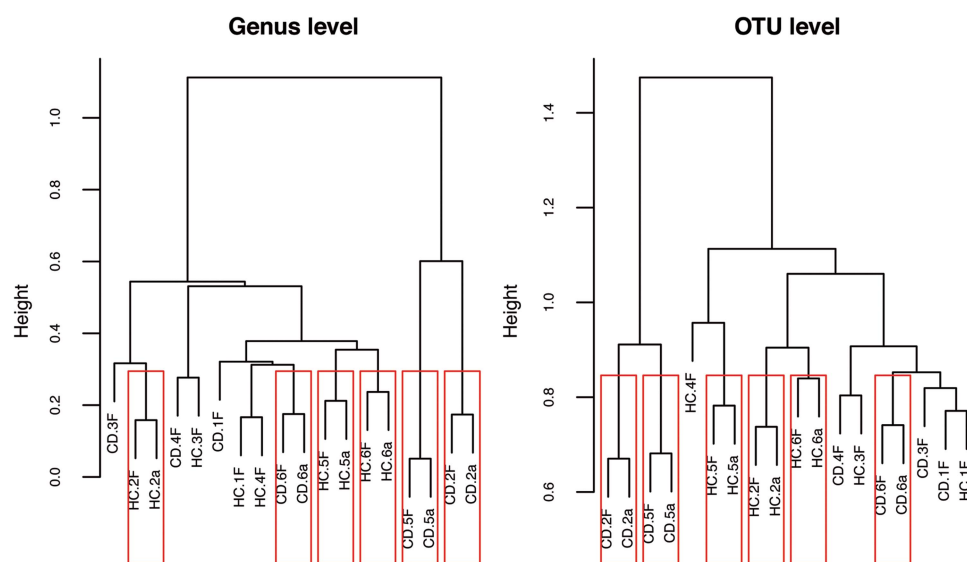 Genus level
Height
0.0
0.2
0.4
0.6
0.8
1.0
CD.3F
HC.2F
HC.2a
CD.4F
HC.3F
CD.1F
HC.1F
HC.4F
CD.6F
CD.6a
HC.5F
HC.5a
HC.6F
HC.6a
CD.5F
CD.5a
CD.2F
CD.2a
OTU level
Height
0.6
0.8
1.0
1.2
1.4
CD.2F
CD.2a
CD.5F
CD.5a
HC.4F
HC.5F
HC.5a
HC.2F
HC.2a
HC.6F
HC.6a
CD.4F
HC.3F
CD.6F
CD.6a
CD.3F
CD.1F